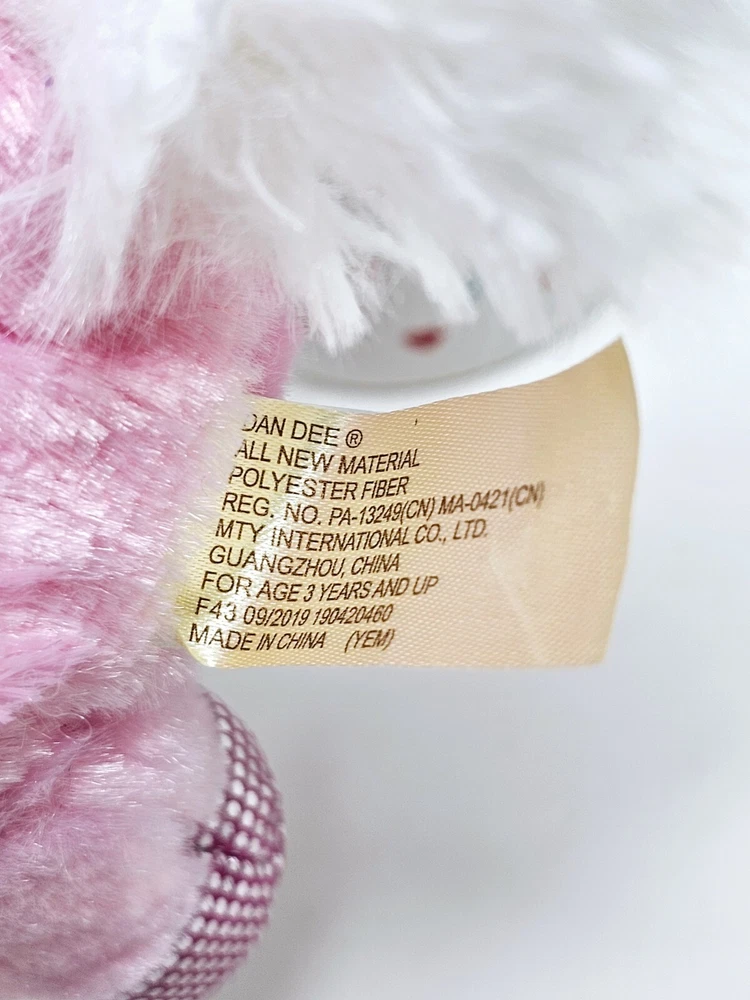 DAN DEE ®
ALL NEW MATERIAL
POLYESTER FIBER
REG. NO. PA-13249(CN) MA-0421(CN)
MTY INTERNATIONAL CO., LTD.
GUANGZHOU, CHINA
FOR AGE 3 YEARS AND UP
F43 09/2019 190420460
MADE IN CHINA (YEM)